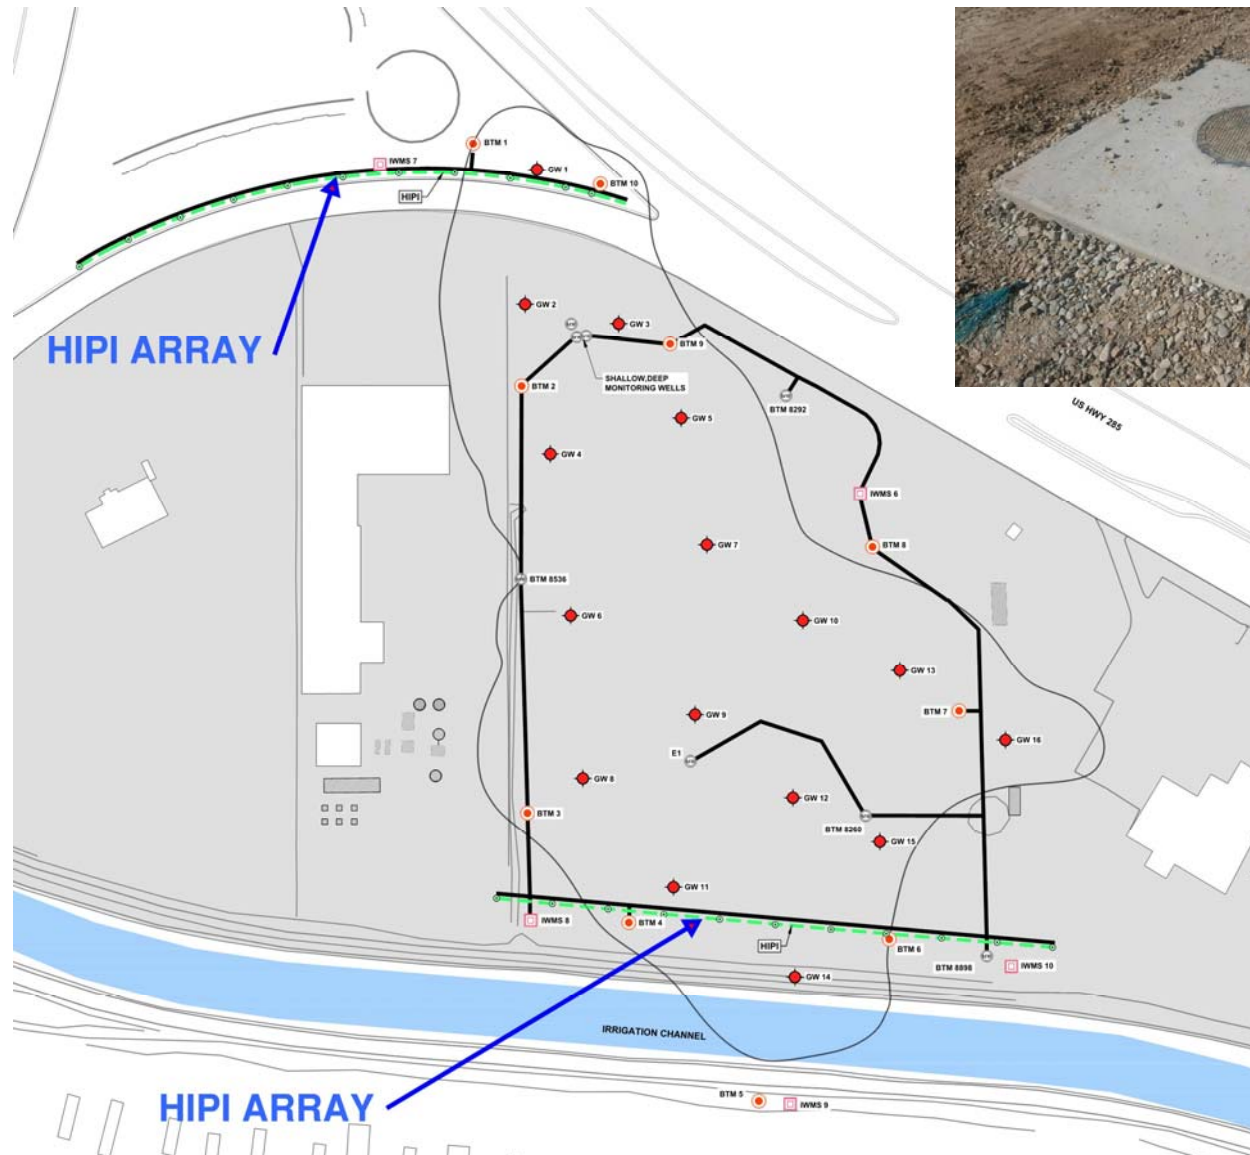 BTM 1
IWMS 7
GW 1
BTM 10
HIPI
GW 2
HIPI ARRAY
GW 3
BTM 9
SHALLOW,DEEP
MONITORING WELLS
BTM 2
BTM 8292
US HWY 285
GW 5
GW 4
IWMS 6
GW 7
BTM 8
BTM 8536
GW 6
GW 10
GW 13
BTM 7
GW 9
GW 16
E1
GW 8
GW 12
BTM 3
BTM 8260
GW 15
GW 11
IWMS 8
BTM 4
HIPI
BTM 6
BTM 8898
IWMS 10
GW 14
IRRIGATION CHANNEL
HIPI ARRAY
BTM 5
IWMS 9